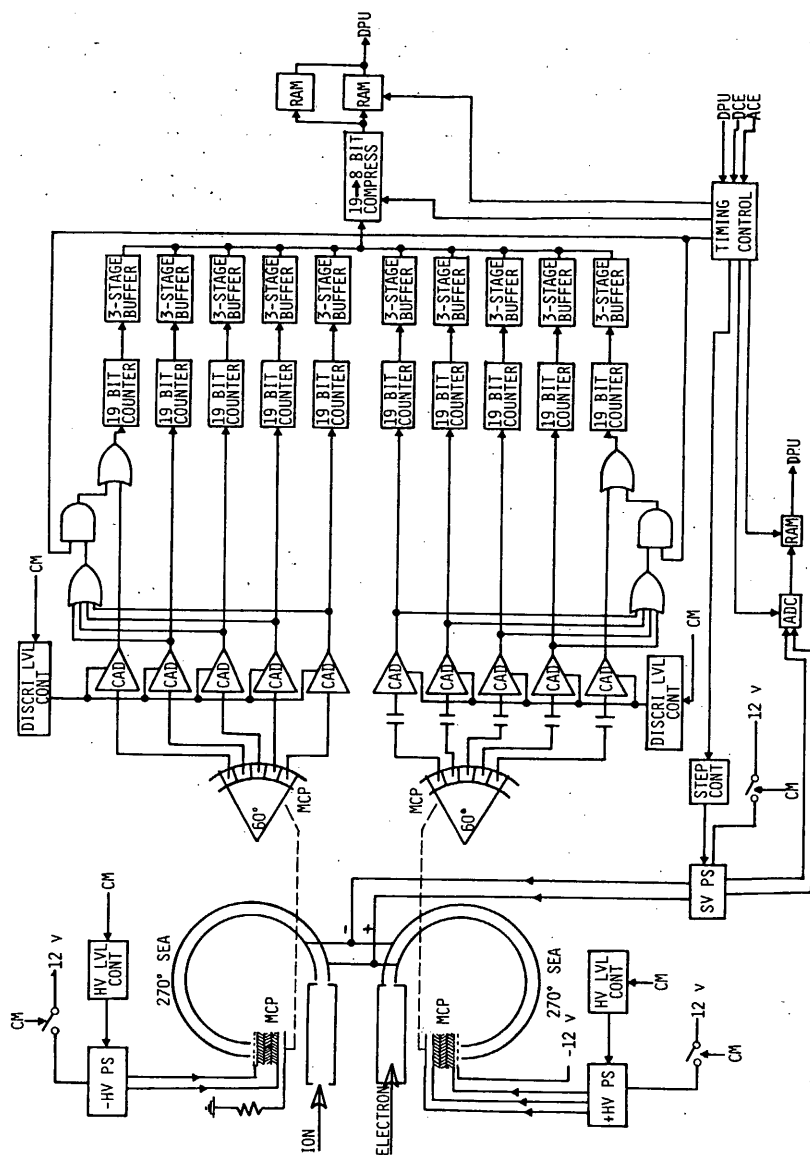 CM
12 V
HV LVL
CONT
CM
-HV PS
270° SEA
MCP
ION
ELECTRON
MCP
270° SEA
-12 V
+HV PS
HV LVL
CONT
CM
12 V
CM
-
+
DISCRI LVL
CONT
CM
60°
MCP
CAD
CAD
CAD
CAD
CAD
19 BIT
COUNTER
3-STAGE
BUFFER
19 BIT
COUNTER
3-STAGE
BUFFER
19 BIT
COUNTER
3-STAGE
BUFFER
19 BIT
COUNTER
3-STAGE
BUFFER
19 BIT
COUNTER
3-STAGE
BUFFER
60°
MCP
CAD
CAD
CAD
CAD
CAD
19 BIT
COUNTER
3-STAGE
BUFFER
19 BIT
COUNTER
3-STAGE
BUFFER
19 BIT
COUNTER
3-STAGE
BUFFER
19 BIT
COUNTER
3-STAGE
BUFFER
19 BIT
COUNTER
3-STAGE
BUFFER
DISCRI LVL
CONT
CM
19→8 BIT
COMPRESS
RAM
RAM
DPU
SV PS
STEP
CONT
12 V
CM
ADC
RAM
DPU
TIMING
CONTROL
DPU
DCE
ACE